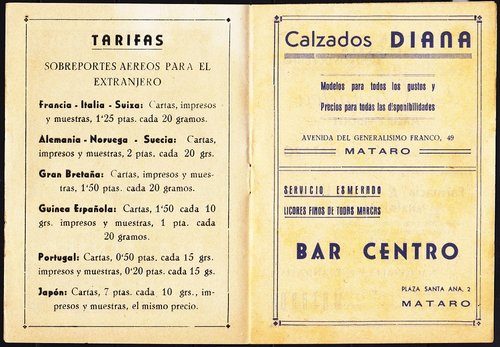 TARIFAS
SOBREPORTES AEREOS PARA EL
EXTRANJERO
Francia - Italia - Suiza: Cartas, impresos
y muestras, 1'25 ptas. cada 20 gramos.
Alemania - Noruega - Suecia: Cartas,
impresos y muestras, 2 ptas. cada 20 grs.
Gran Bretaña: Cartas, impresos y mues-
tras, 1'50 ptas. cada 20 gramos.
Guinea Española: Cartas, 1'50 cada 10
grs. impresos y muestras, 1 pta. cada
20 gramos.
Portugal: Cartas, 0'50 ptas. cada 15 grs.
impresos y muestras, 0'20 ptas. cada 15 gs.
Japón: Cartas, 7 ptas. cada 10 grs., im-
presos y muestras, el mismo precio.
Calzados DIANA
Modelos para todos los gustos y
Precios para todas las disponibilidades
AVENIDA DEL GENERALISIMO FRANCO, 49
MATARO
SERVICIO ESMERADO
LICORES FINOS DE TODAS MARCAS
BAR CENTRO
PLAZA SANTA ANA, 2
MATARO